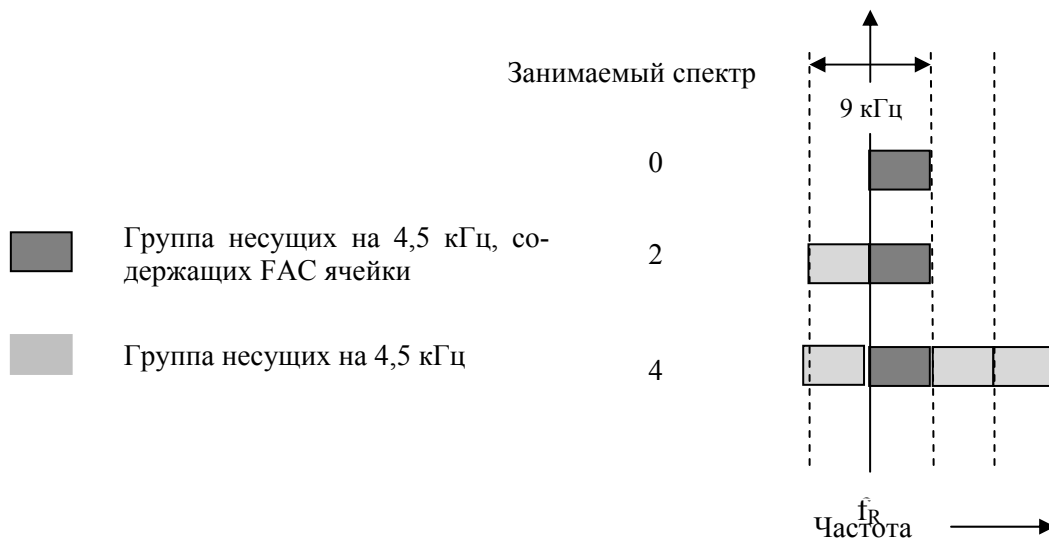 Занимаемый спектр
9 кГц
0
Группа несущих на 4,5 кГц, со-
держащих FAC ячейки
2
Группа несущих на 4,5 кГц
4
fR
Частота